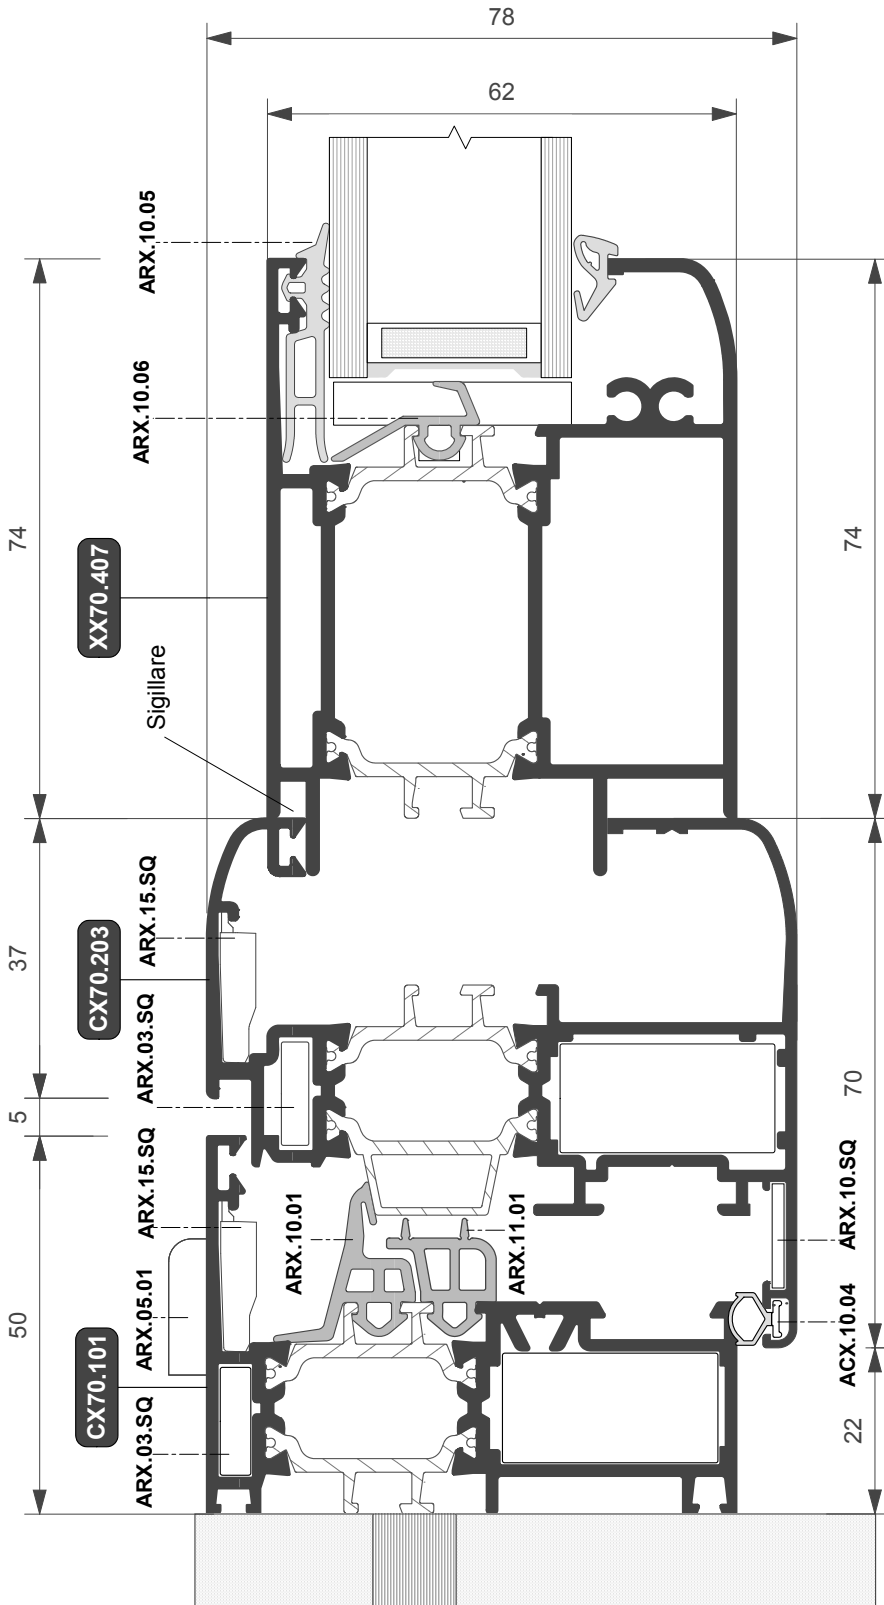 78
62
ARX.10.05
ARX.10.06
74
74
XX70.407
Sigillare
ARX.15.SQ
37
CX70.203
ARX.03.SQ
5
70
ARX.15.SQ
ARX.10.01
ARX.11.01
ARX.10.SQ
ARX.05.01
50
ACX.10.04
CX70.101
ARX.03.SQ
22